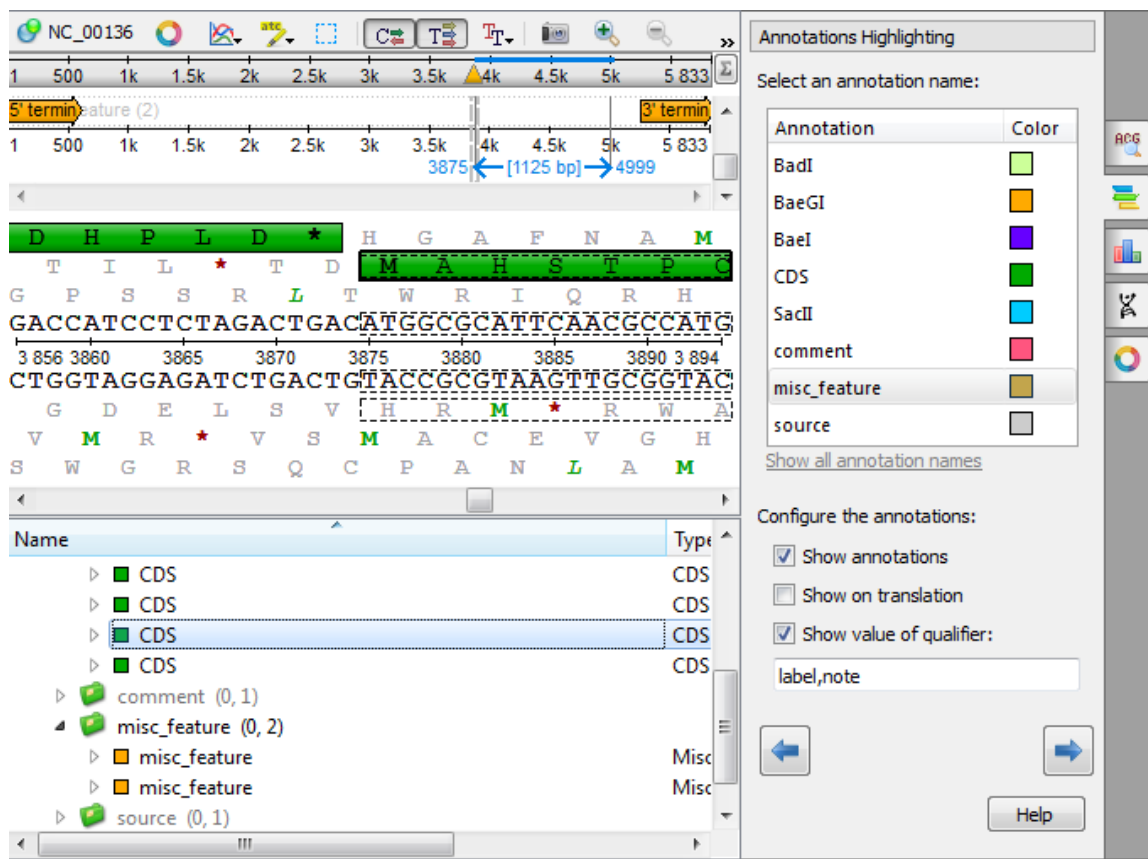 NC_00136 C T TT »
1 500 1k 1.5k 2k 2.5k 3k 3.5k 4k 4.5k 5k 5 833 Σ
5' termin eature (2) 3' termin
1 500 1k 1.5k 2k 2.5k 3k 3.5k 4k 4.5k 5k 5 833
3875 [1125 bp] 4999
D H P L D * H G A F N A M
T I L * T D M A H S T P C
G P S S R L T W R I Q R H
GACCATCCTCTAGACTGACATGGCGCATTCAACGCCATG
3 856 3860 3865 3870 3875 3880 3885 3890 3 894
CTGGTAGGAGATCTGACTGTACCGCGTAAGTTGCGGTAC
G D E L S V H R M * R W A
V M R * V S M A C E V G H
S W G R S Q C P A N L A M
Name Type
CDS CDS
CDS CDS
CDS CDS
CDS CDS
comment (0, 1)
misc_feature (0, 2)
misc_feature Misc
misc_feature Misc
source (0, 1)
Annotations Highlighting
Select an annotation name:
Annotation Color
BadI
BaeGI
BaeI
CDS
SacII
comment
misc_feature
source
Show all annotation names
Configure the annotations:
Show annotations
Show on translation
Show value of qualifier:
label,note
Help
ACG